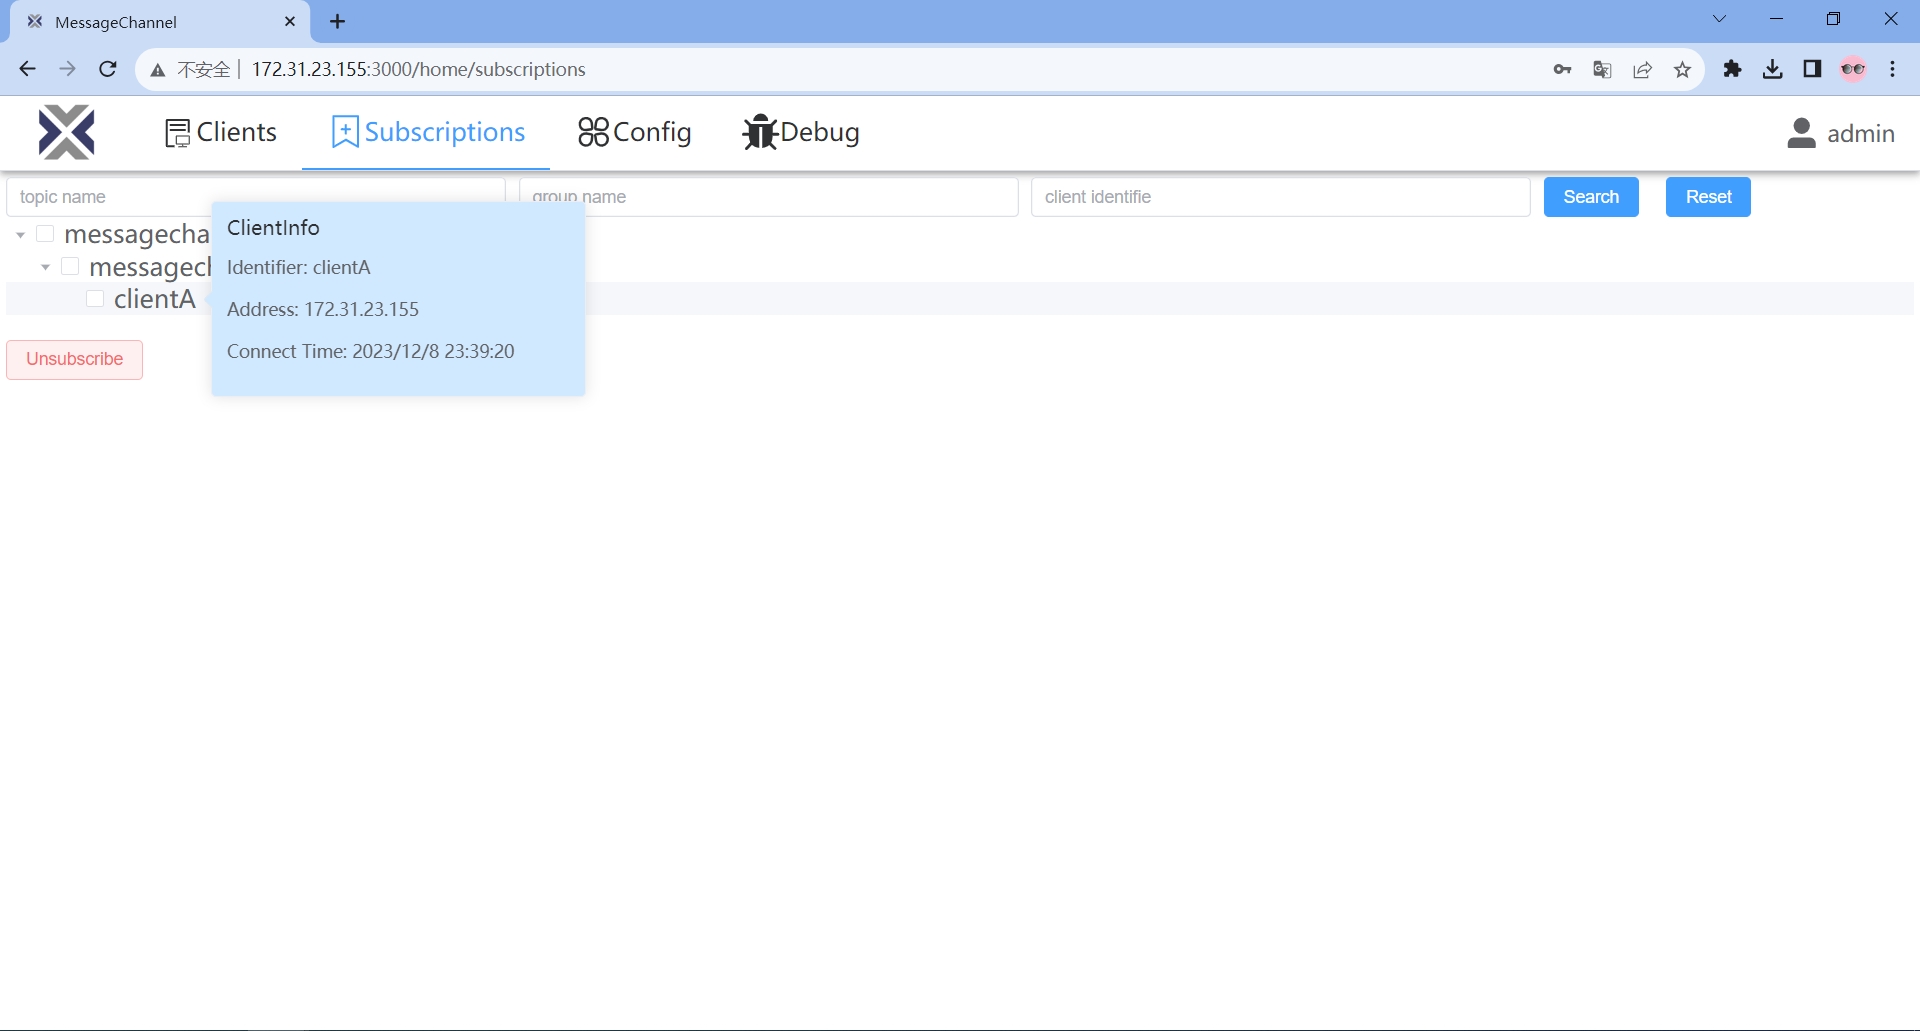 MessageChannel
不安全 172.31.23.155:3000/home/subscriptions
Clients Subscriptions Config Debug admin
topic name group name client identifie Search Reset
messagecha
messagecl
clientA
Unsubscribe
ClientInfo
Identifier: clientA
Address: 172.31.23.155
Connect Time: 2023/12/8 23:39:20